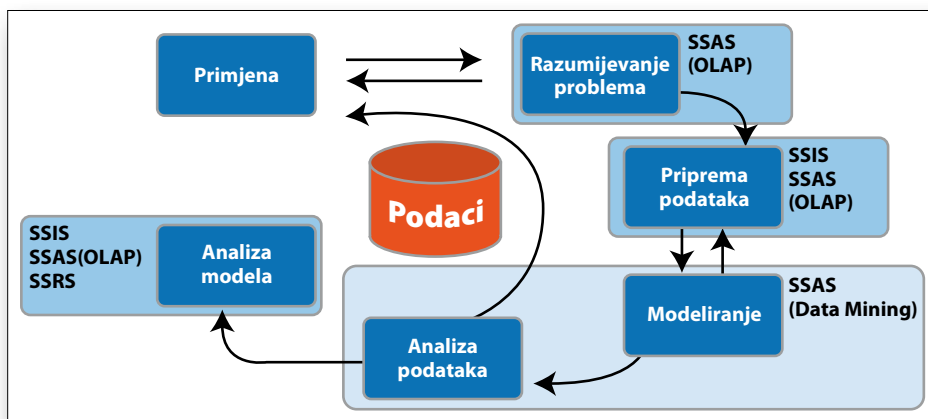 Primjena
Razumijevanje
problema
SSAS
(OLAP)
Priprema
podataka
SSIS
SSAS
(OLAP)
Podaci
SSIS
SSAS(OLAP)
SSRS
Analiza
modela
Modeliranje
SSAS
(Data Mining)
Analiza
podataka